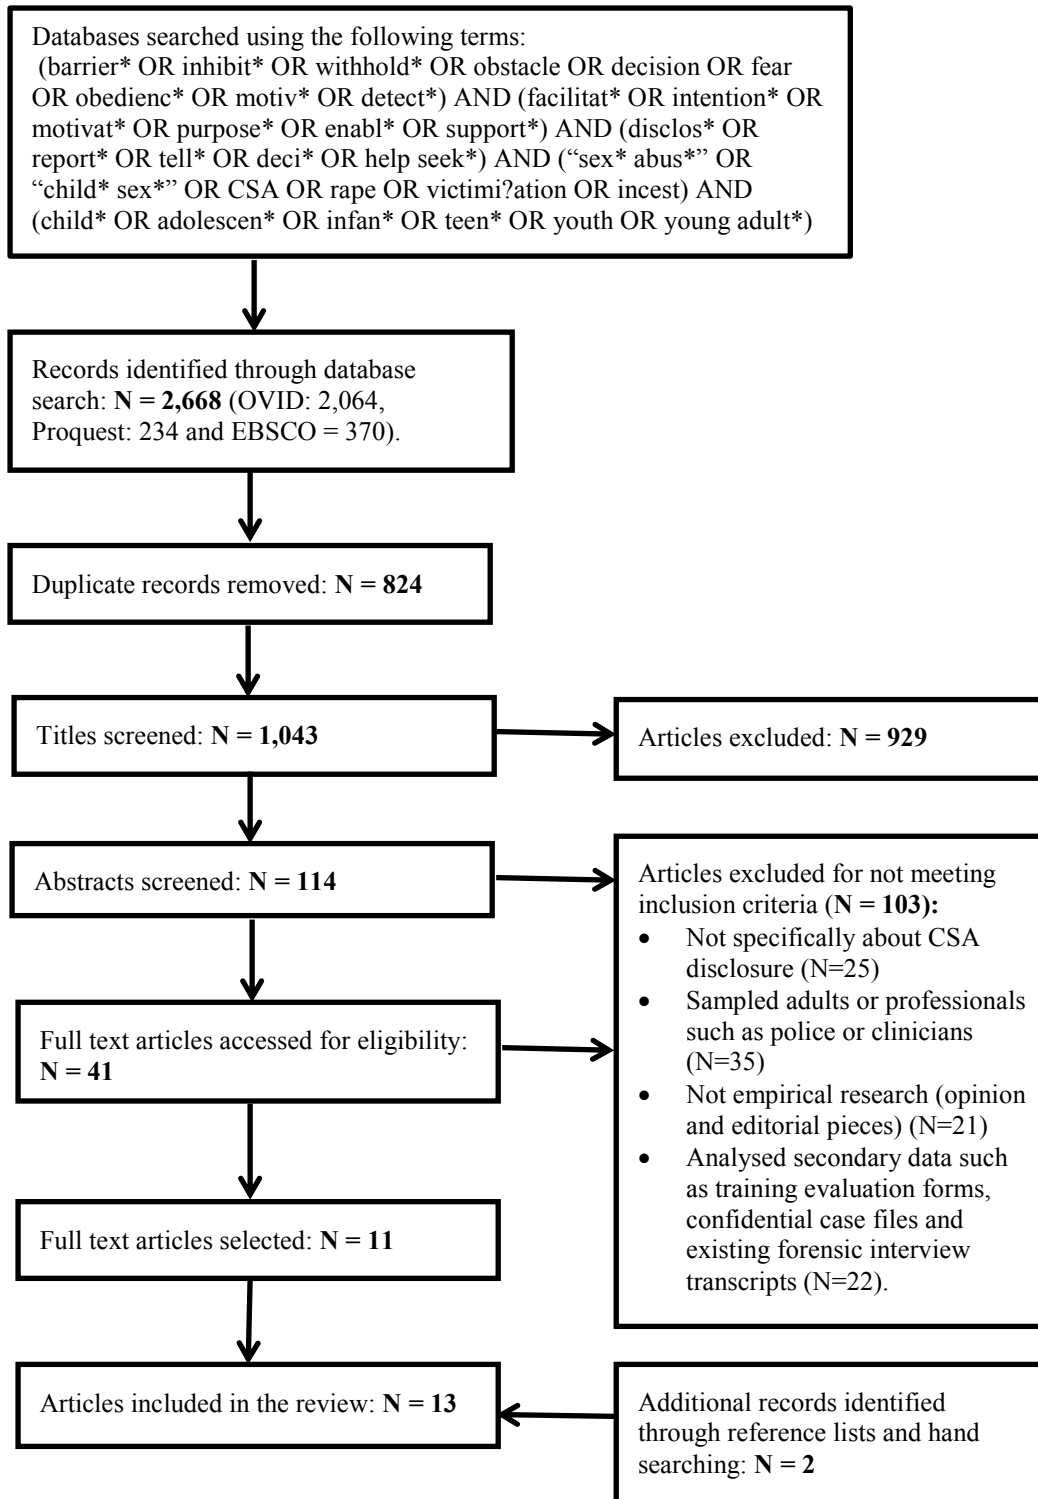 Databases searched using the following terms:
(barrier* OR inhibit* OR withhold* OR obstacle OR decision OR fear
OR obedienc* OR motiv* OR detect*) AND (facilitat* OR intention* OR
motivat* OR purpose* OR enabl* OR support*) AND (disclos* OR
report* OR tell* OR deci* OR help seek*) AND (“sex* abus*” OR
“child* sex*” OR CSA OR rape OR victimi?ation OR incest) AND
(child* OR adolescen* OR infan* OR teen* OR youth OR young adult*)
Records identified through database
search: N = 2,668 (OVID: 2,064,
Proquest: 234 and EBSCO = 370).
Duplicate records removed: N = 824
Titles screened: N = 1,043
Articles excluded: N = 929
Abstracts screened: N = 114
Articles excluded for not meeting
inclusion criteria (N = 103):
• Not specifically about CSA
disclosure (N=25)
• Sampled adults or professionals
such as police or clinicians
(N=35)
• Not empirical research (opinion
and editorial pieces) (N=21)
• Analysed secondary data such
as training evaluation forms,
confidential case files and
existing forensic interview
transcripts (N=22).
Full text articles accessed for eligibility:
N = 41
Full text articles selected: N = 11
Articles included in the review: N = 13
Additional records identified
through reference lists and hand
searching: N = 2